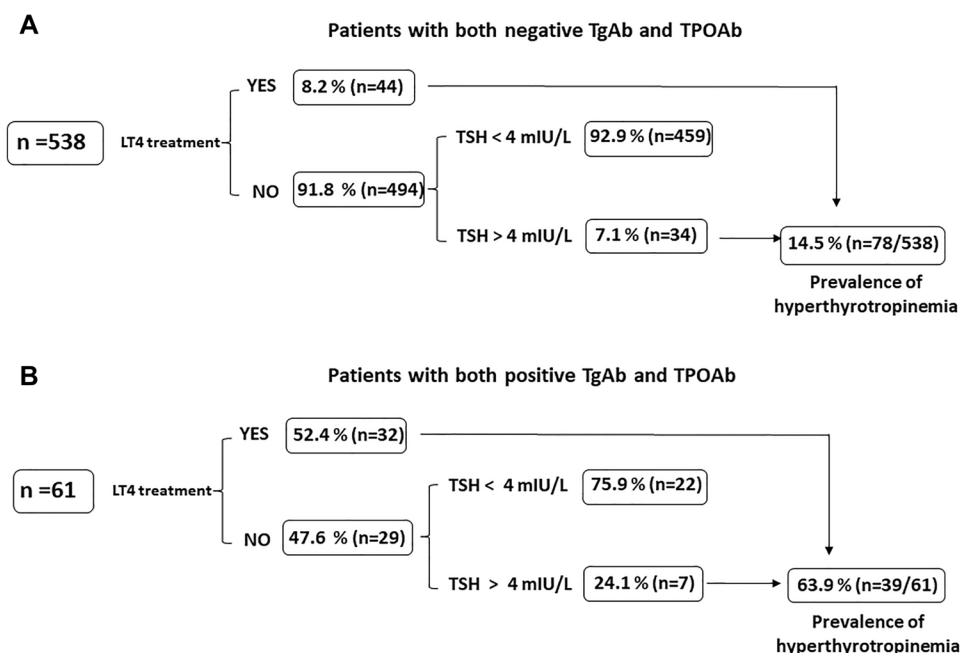 A
Patients with both negative TgAb and TPOAb
YES
8.2 % (n=44)
n =538
LT4 treatment
TSH < 4 mIU/L
92.9 % (n=459)
NO
91.8 % (n=494)
TSH > 4 mIU/L
7.1 % (n=34)
14.5 % (n=78/538)
Prevalence of
hyperthyrotropinemia
B
Patients with both positive TgAb and TPOAb
YES
52.4 % (n=32)
n =61
LT4 treatment
TSH < 4 mIU/L
75.9 % (n=22)
NO
47.6 % (n=29)
TSH > 4 mIU/L
24.1 % (n=7)
63.9 % (n=39/61)
Prevalence of
hyperthyrotropinemia